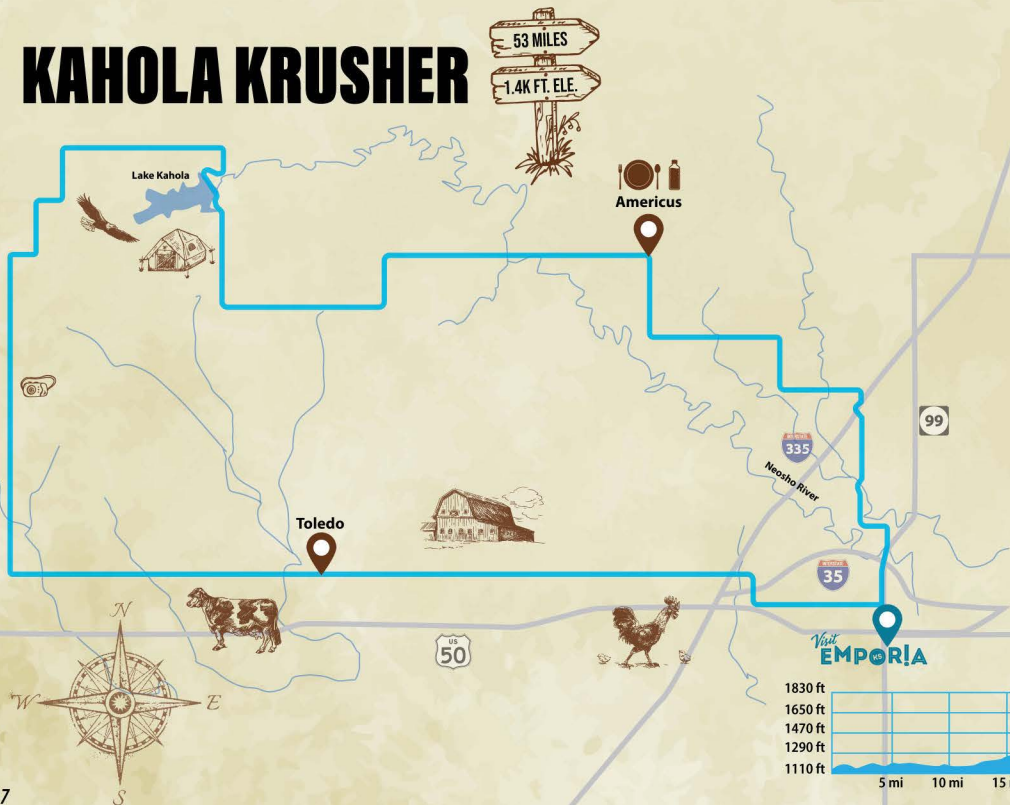 KAHOLA KRUSHER
53 MILES
1.4K FT. ELE.
Lake Kahola
Americus
99
335
Neosho River
Toledo
35
N
W
E
S
US
50
Visit
EMPORIA
KS
1830 ft
1650 ft
1470 ft
1290 ft
1110 ft
5 mi
10 mi
15
7